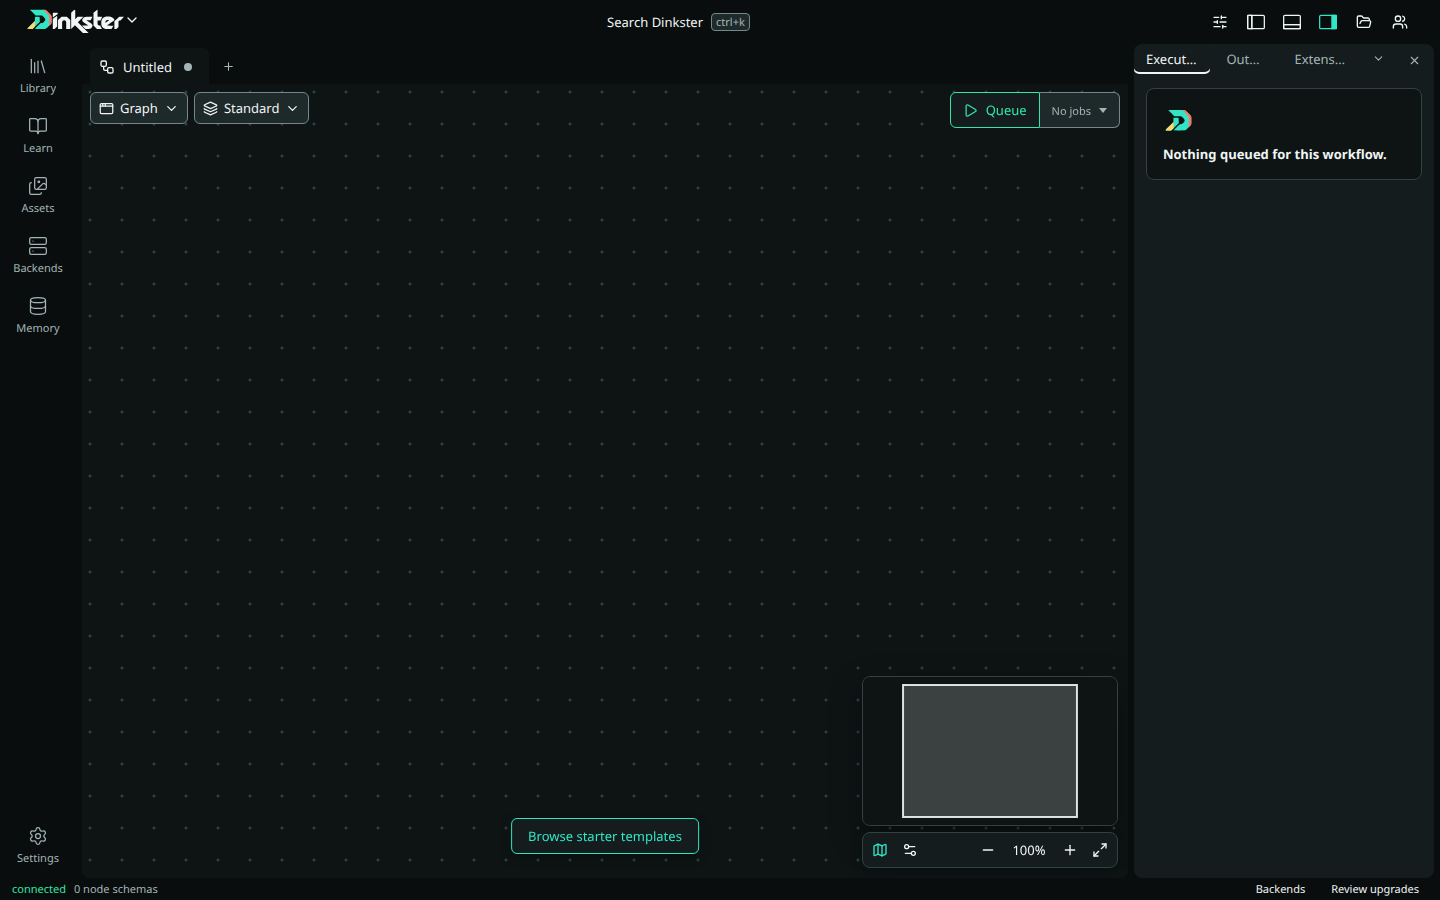 Dinkster
Search Dinkster ctrl+k
Library
Learn
Assets
Backends
Memory
Settings
Untitled
Graph
Standard
Queue
No jobs
Execut...
Out...
Extens...
Nothing queued for this workflow.
Browse starter templates
100%
connected
0 node schemas
Backends
Review upgrades